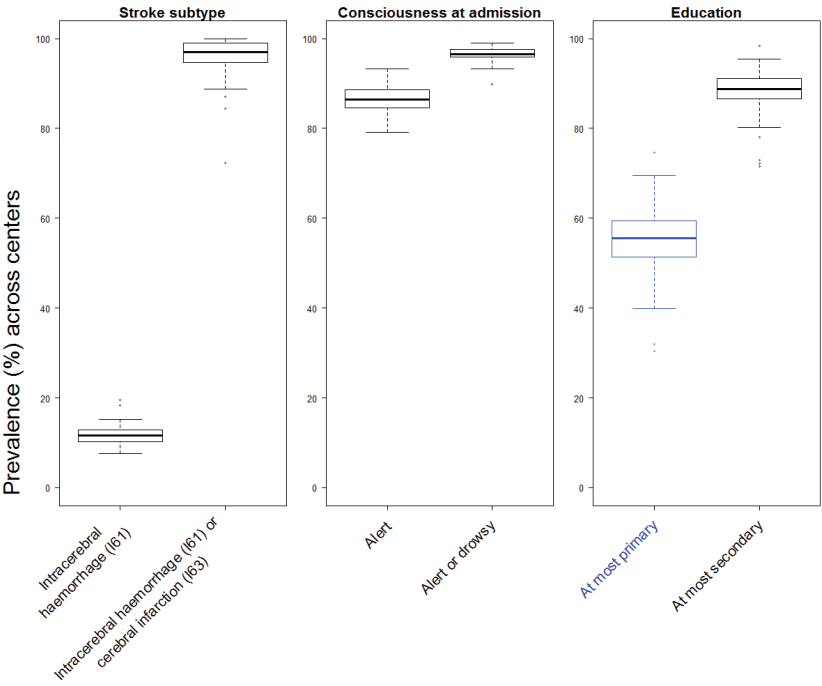 Stroke subtype
Consciousness at admission
Education
Prevalence (%) across centers
100
80
60
40
20
0
100
80
60
40
20
0
100
80
60
40
20
0
Intracerebral
haemorrhage (I61)
Intracerebral haemorrhage (I61) or
cerebral infarction (I63)
Alert
Alert or drowsy
At most primary
At most secondary